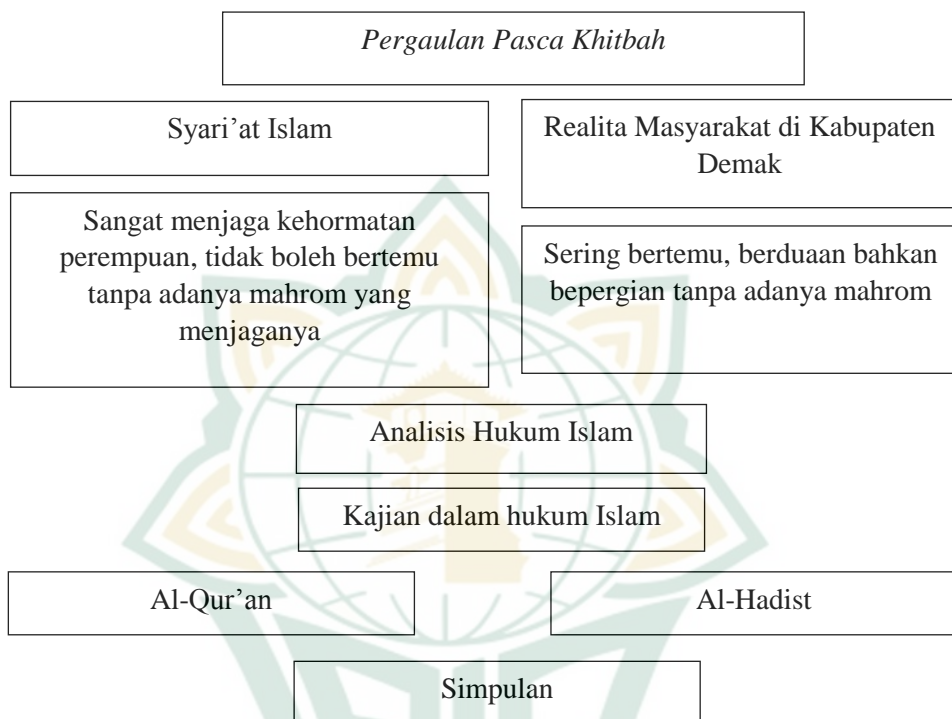 Pergaulan Pasca Khitbah
Syari’at Islam
Realita Masyarakat di Kabupaten
Demak
Sangat menjaga kehormatan
perempuan, tidak boleh bertemu
tanpa adanya mahrom yang
menjaganya
Sering bertemu, berduaan bahkan
bepergian tanpa adanya mahrom
Analisis Hukum Islam
Kajian dalam hukum Islam
Al-Qur’an
Al-Hadist
Simpulan